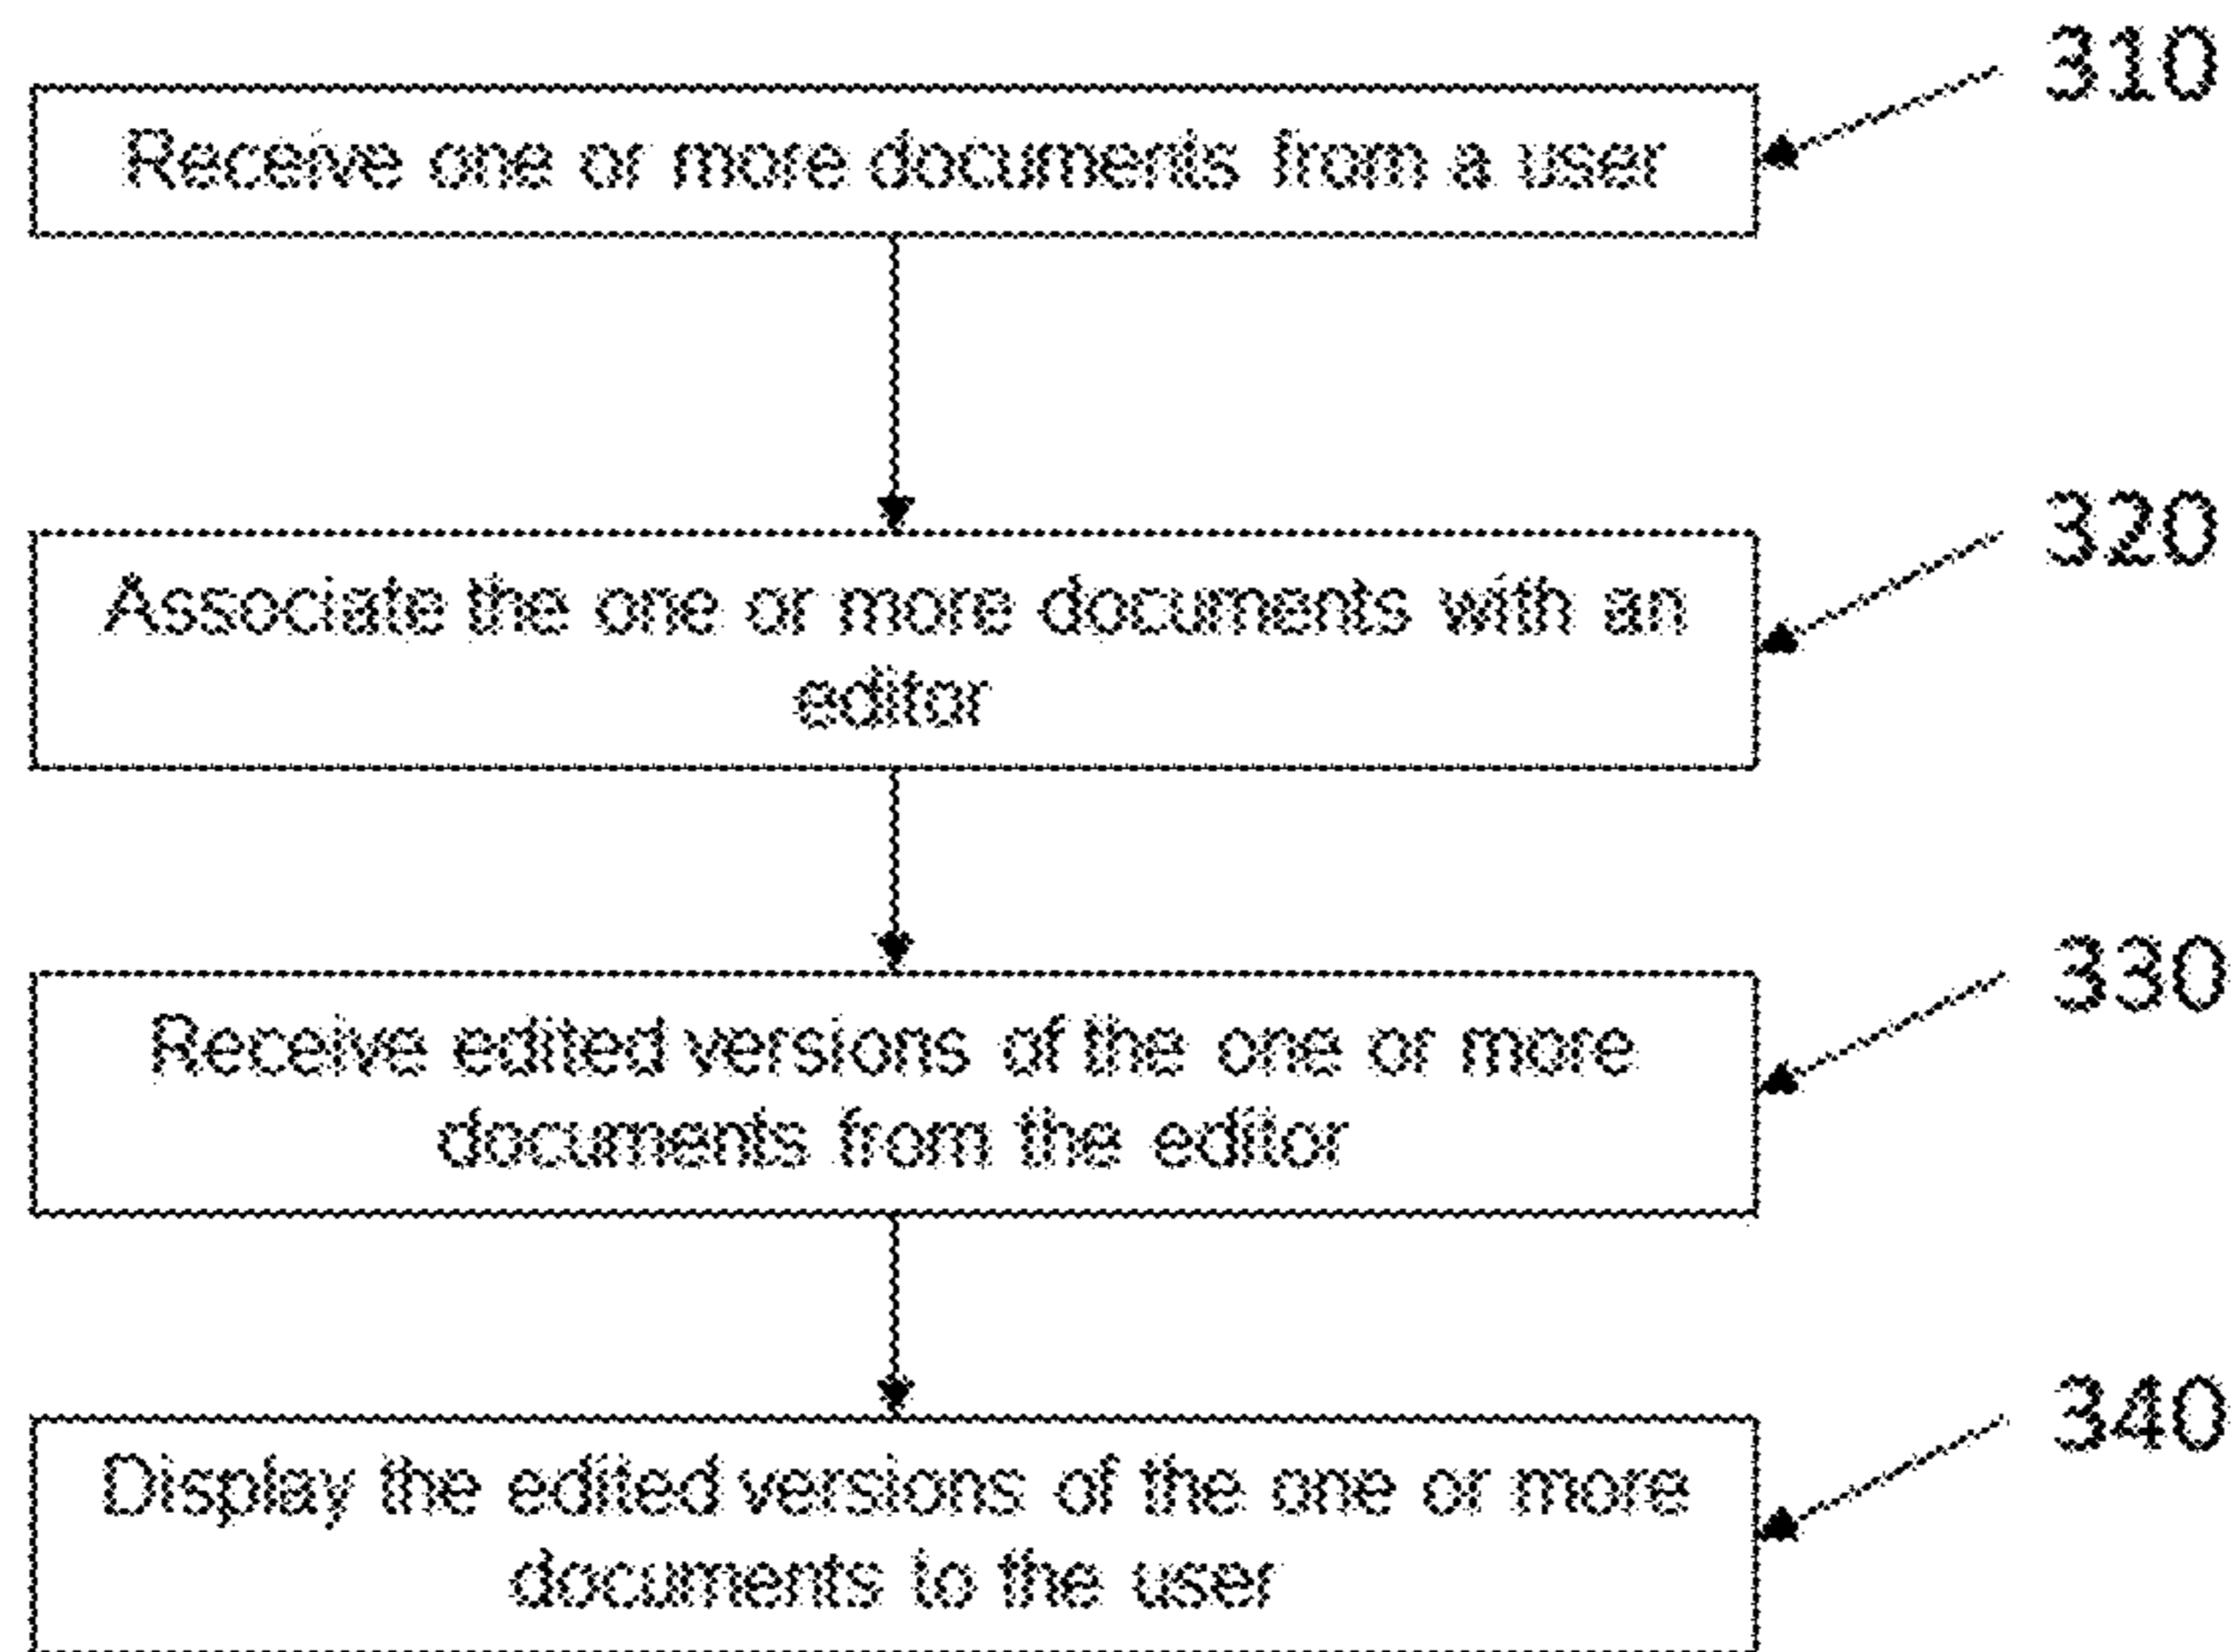 310
Receive one or more documents from a user
320
Associate the one or more documents with an
editor
330
Receive edited versions of the one or more
documents from the editor
340
Display the edited versions of the one or more
documents to the user